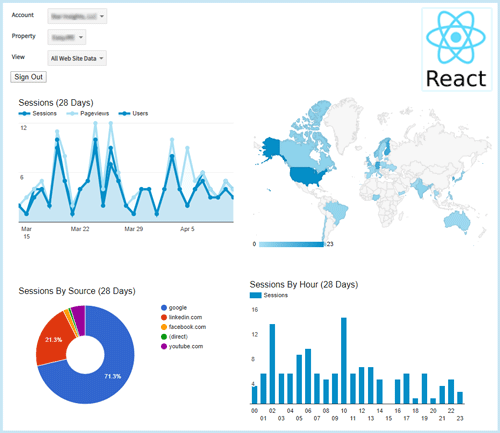 Account
Property
View
All Web Site Data
Sign Out
React
Sessions (28 Days)
Sessions Pageviews Users
12
6
Mar 15
Mar 22
Mar 29
Apr 5
0
23
Sessions By Source (28 Days)
google
linkedin.com
facebook.com
(direct)
youtube.com
21.3%
71.3%
Sessions By Hour (28 Days)
Sessions
16
12
8
4
00 02 04 06 08 10 12 14 16 18 20 22
01 03 05 07 09 11 13 15 17 19 21 23